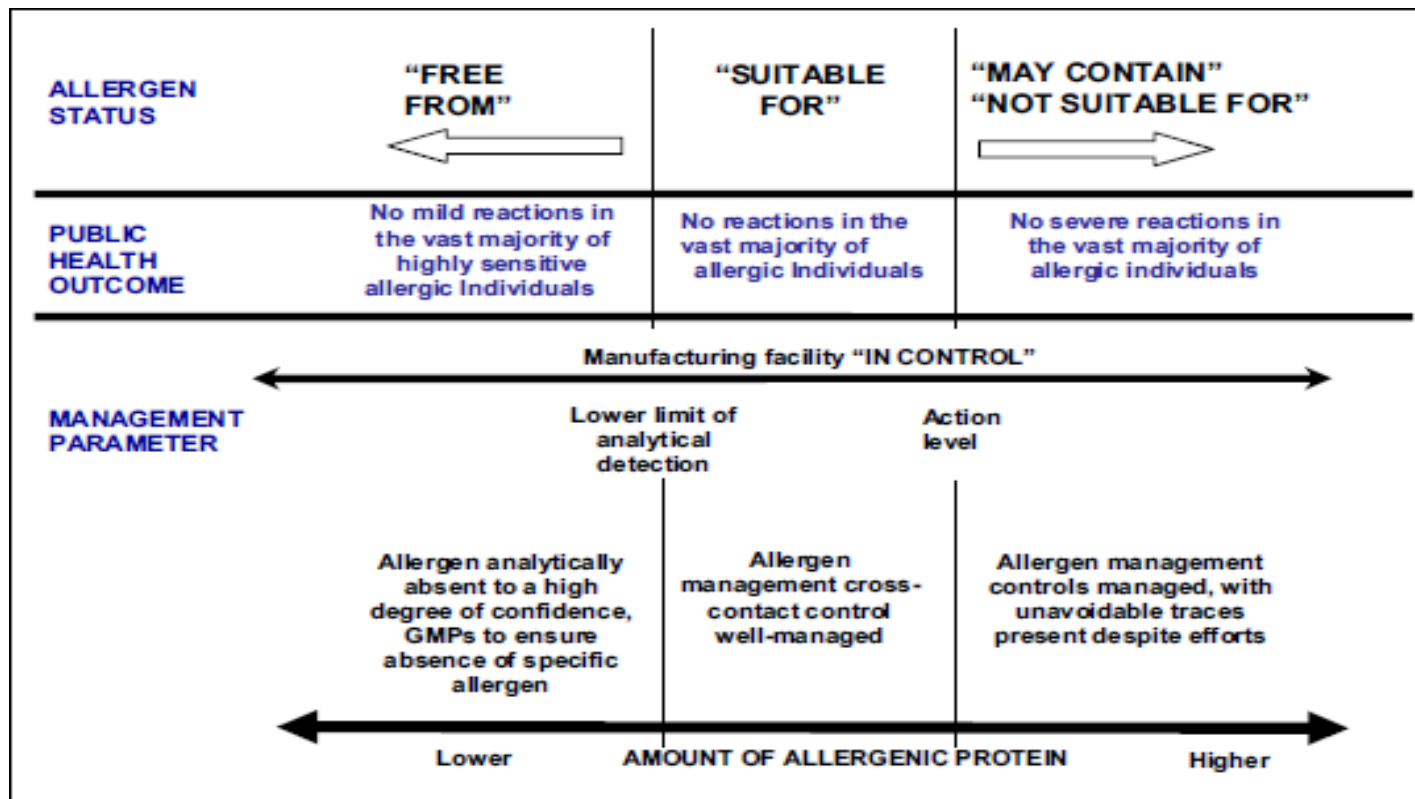 ALLERGEN
STATUS
“FREE
FROM”
“SUITABLE
FOR”
“MAY CONTAIN”
“NOT SUITABLE FOR”
PUBLIC
HEALTH
OUTCOME
No mild reactions in
the vast majority of
highly sensitive
allergic Individuals
No reactions in the
vast majority of
allergic Individuals
No severe reactions in
the vast majority of
allergic individuals
Manufacturing facility “IN CONTROL”
MANAGEMENT
PARAMETER
Lower limit of
analytical
detection
Action
level
Allergen analytically
absent to a high
degree of confidence,
GMPs to ensure
absence of specific
allergen
Allergen
management cross-
contact control
well-managed
Allergen management
controls managed, with
unavoidable traces
present despite efforts
Lower
AMOUNT OF ALLERGENIC PROTEIN
Higher